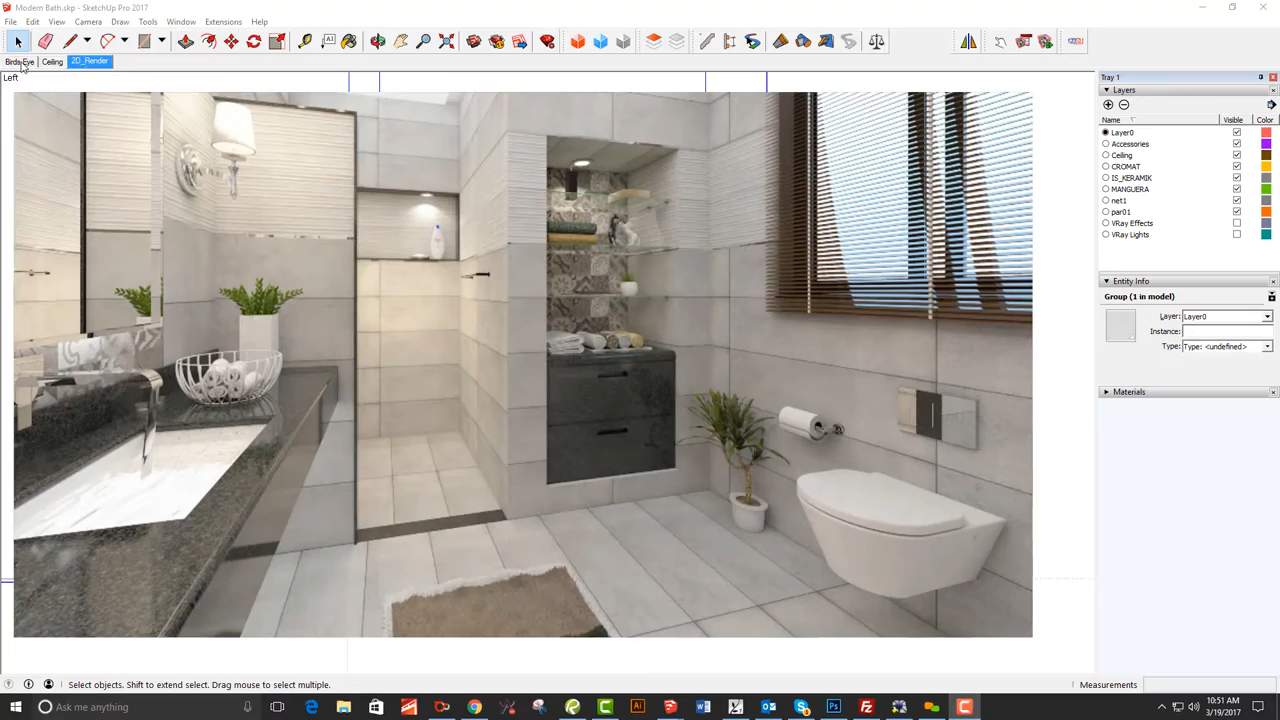 Modern Bath.skp - SketchUp Pro 2017
File Edit View Camera Draw Tools Window Extensions Help
Birds Eye Ceiling 2D_Render
Left
Tray 1
Layers
Name Visible Color
Layer0
Accessories
Ceiling
CROMAT
IS_KERAMIK
MANGUERA
net1
par01
VRay Effects
VRay Lights
Entity Info
Group (1 in model)
Layer: Layer0
Instance:
Type: Type: <undefined>
Materials
Select objects. Shift to extend select. Drag mouse to select multiple. Measurements
Ask me anything
10:51 AM
3/19/2017